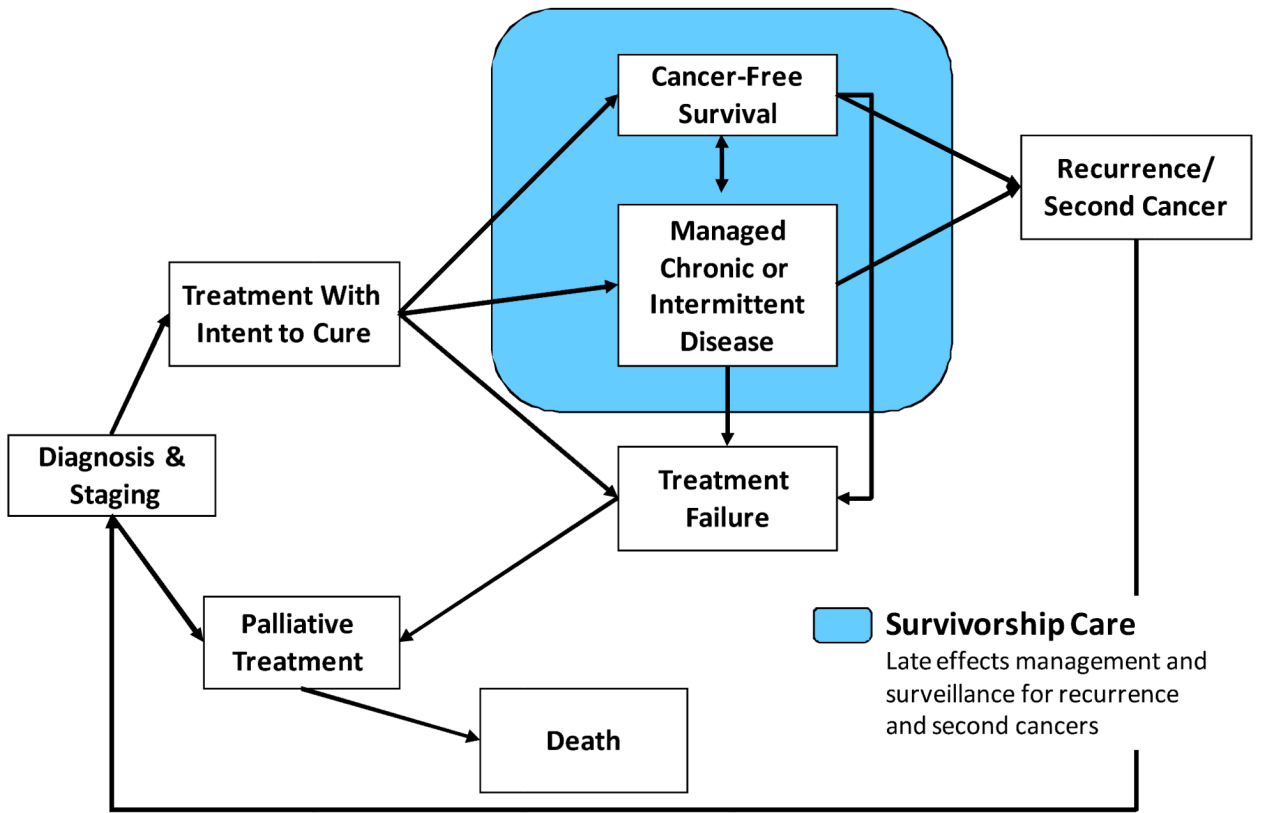 Cancer-Free
Survival
Recurrence/
Second Cancer
Managed
Chronic or
Intermittent
Disease
Treatment With
Intent to Cure
Diagnosis &
Staging
Treatment
Failure
Palliative
Treatment
Survivorship Care
Late effects management and
surveillance for recurrence
and second cancers
Death